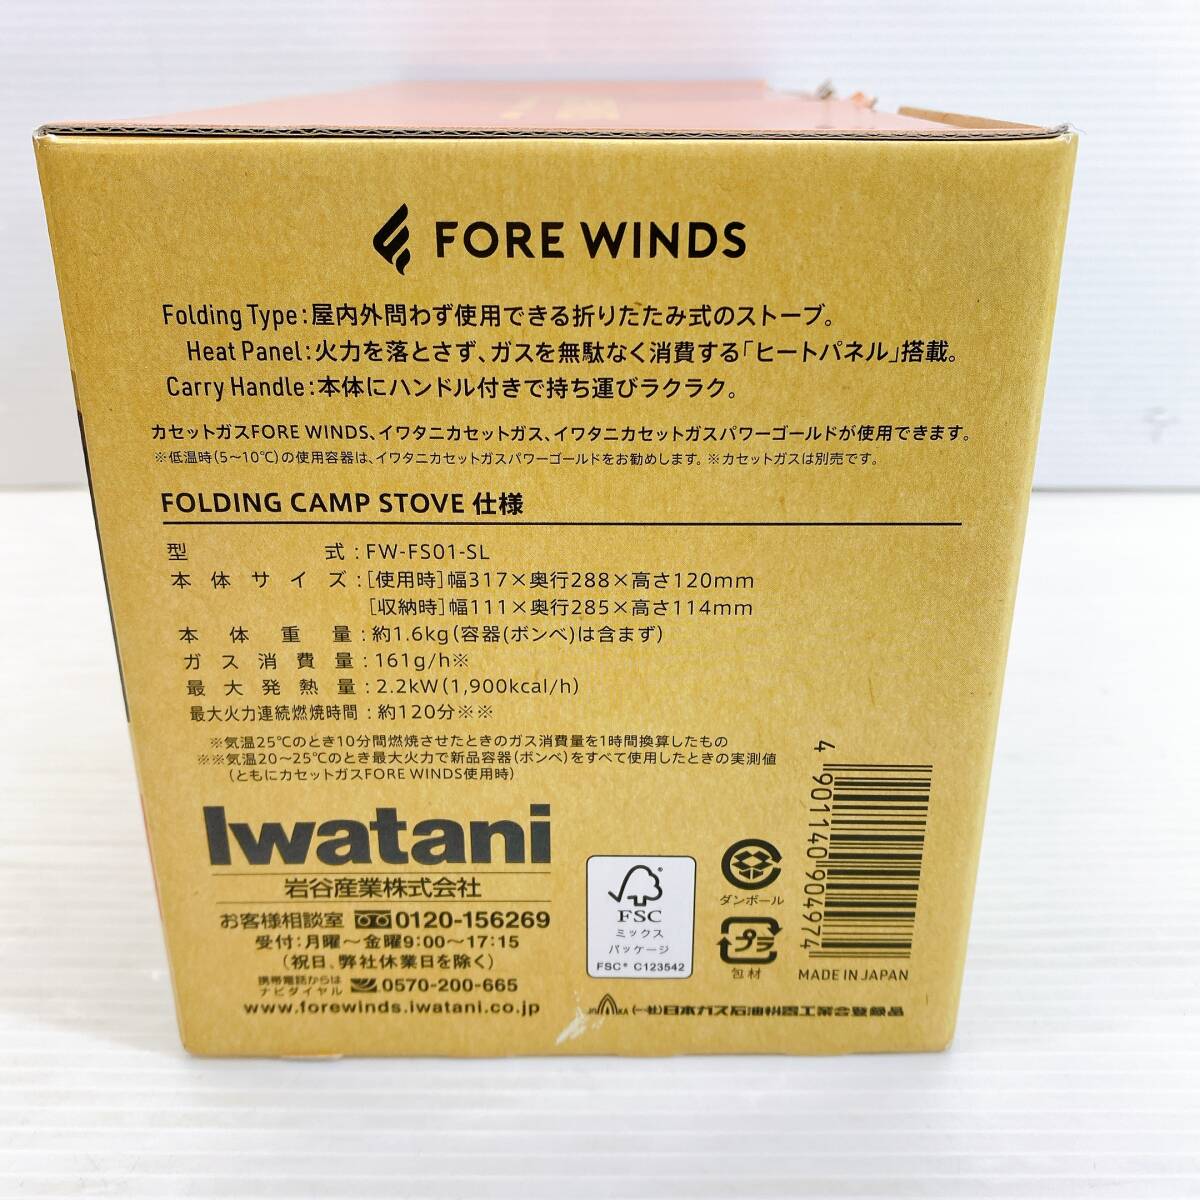 FORE WINDS
Folding Type:屋内外問わず使用できる折りたたみ式のストーブ。
Heat Panel:火力を落とさず、ガスを無駄なく消費する「ヒートパネル」搭載。
Carry Handle:本体にハンドル付きで持ち運びラクラク。
カセットガスFORE WINDS、イワタニカセットガス、イワタニカセットガスパワーゴールドが使用できます。
※低温時(5〜10℃)の使用容器は、イワタニカセットガスパワーゴールドをお勧めします。※カセットガスは別売です。
FOLDING CAMP STOVE 仕様
型式:FW-FS01-SL
本体サイズ:[使用時]幅317×奥行288×高さ120mm
[収納時]幅111×奥行285×高さ114mm
本体重量:約1.6kg(容器(ボンベ)は含まず)
ガス消費量:161g/h※
最大発熱量:2.2kW(1,900kcal/h)
最大火力連続燃焼時間:約120分※※
※気温25℃のとき10分間燃焼させたときのガス消費量を1時間換算したもの
※※気温20〜25℃のとき最大火力で新品容器(ボンベ)をすべて使用したときの実測値
(ともにカセットガスFORE WINDS使用時)
Iwatani
岩谷産業株式会社
お客様相談室 0120-156269
受付:月曜〜金曜9:00〜17:15
(祝日、弊社休業日を除く)
携帯電話からは
ナビダイヤル 0570-200-665
www.forewinds.iwatani.co.jp
FSC
ミックス
パッケージ
FSC® C123542
ダンボール
プラ
包材
4 901140 904974
MADE IN JAPAN
(一社)日本ガス石油機器工業会登録品